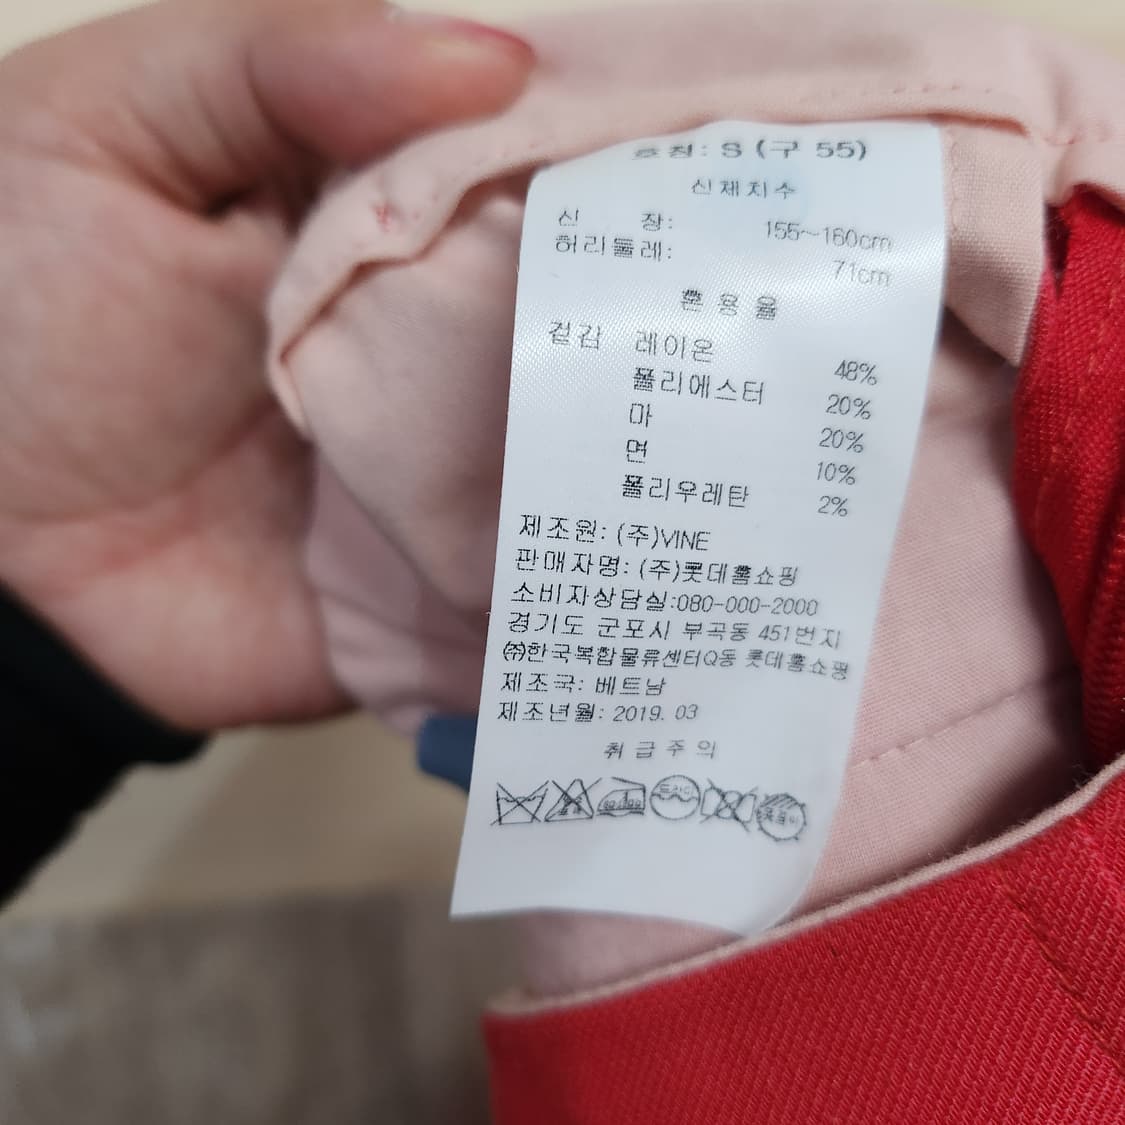 호칭: S (구 55)
신체치수
신 장: 155~160cm
허리둘레: 71cm
혼용율
겉감 레이온 48%
폴리에스터 20%
마 20%
면 10%
폴리우레탄 2%
제조원: (주)VINE
판매자명: (주)롯데홈쇼핑
소비자상담실:080-000-2000
경기도 군포시 부곡동 451번지
㈜한국복합물류센터Q동 롯데홈쇼핑
제조국: 베트남
제조년월: 2019. 03
취급주의
드라이